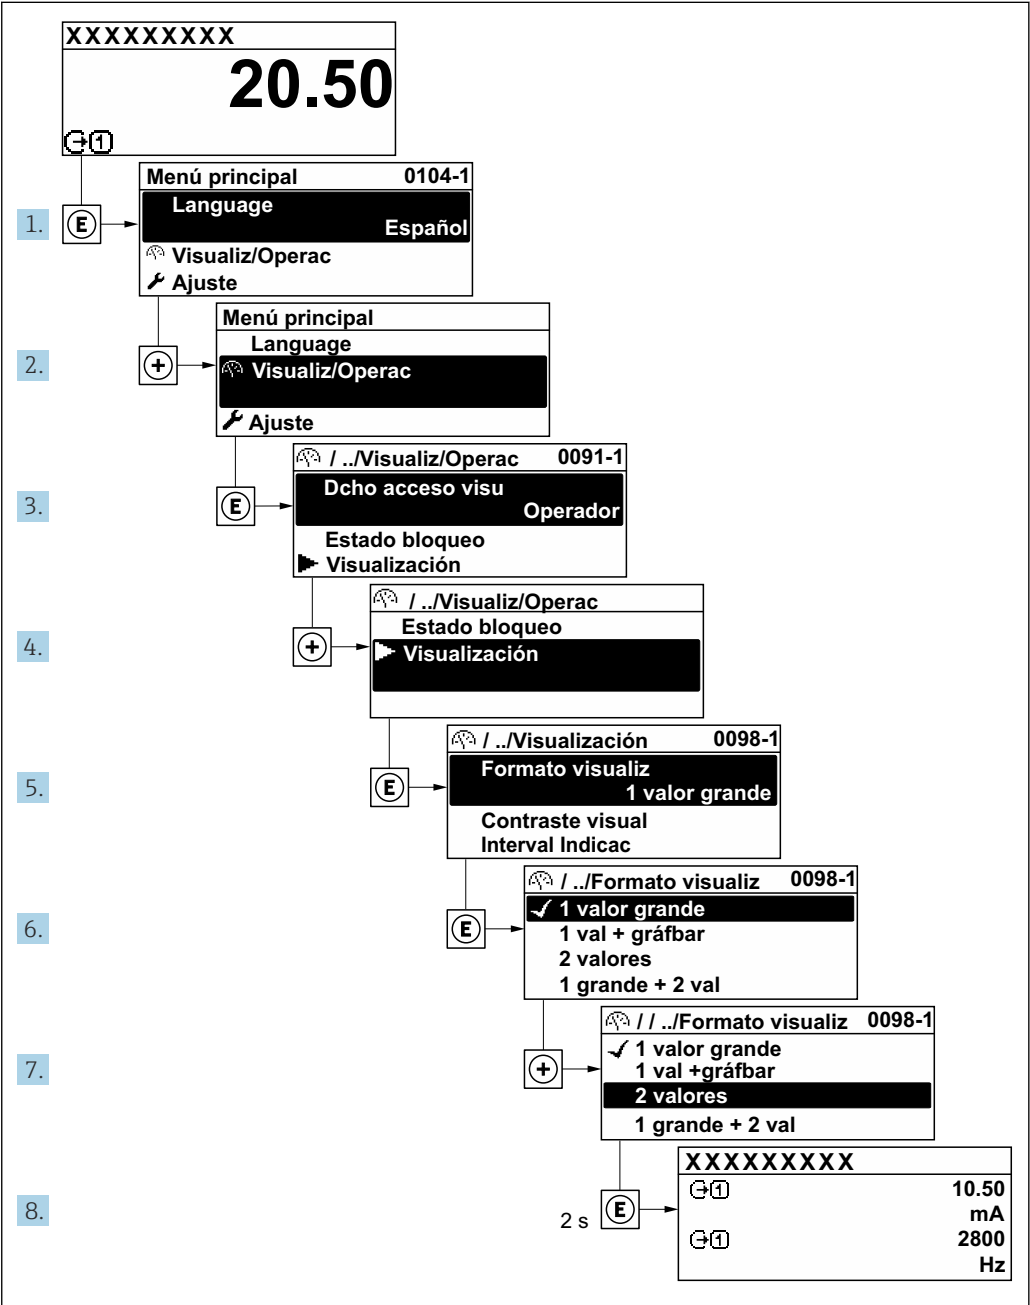 XXXXXXXXX
20.50
1
Menú principal 0104-1
Language
Español
Visualiz/Operac
Ajuste
1. E
Menú principal
Language
Visualiz/Operac
Ajuste
2. +
/ ../Visualiz/Operac 0091-1
Dcho acceso visu
Operador
Estado bloqueo
Visualización
3. E
/ ../Visualiz/Operac
Estado bloqueo
Visualización
4. +
/ ../Visualización 0098-1
Formato visualiz
1 valor grande
Contraste visual
Interval Indicac
5. E
/ ../Formato visualiz 0098-1
1 valor grande
1 val + gráfbar
2 valores
1 grande + 2 val
6. E
/ / ../Formato visualiz 0098-1
1 valor grande
1 val +gráfbar
2 valores
1 grande + 2 val
7. +
XXXXXXXXX
1 10.50
mA
1 2800
Hz
8. 2 s E